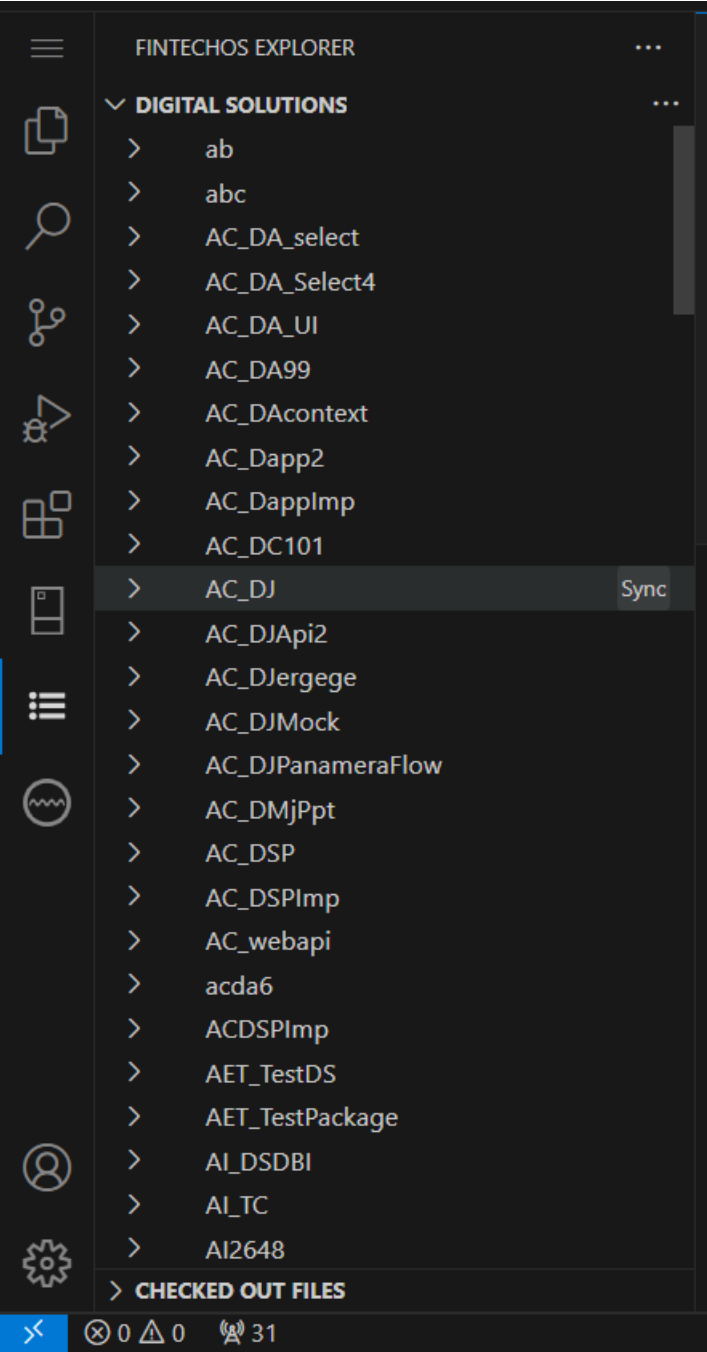 FINTECHOS EXPLORER
DIGITAL SOLUTIONS
ab
abc
AC_DA_select
AC_DA_Select4
AC_DA_UI
AC_DA99
AC_DAcontext
AC_Dapp2
AC_DappImp
AC_DC101
AC_DJ Sync
AC_DJApi2
AC_DJergege
AC_DJMock
AC_DJPanameraFlow
AC_DMjPpt
AC_DSP
AC_DSPImp
AC_webapi
acda6
ACDSPImp
AET_TestDS
AET_TestPackage
AI_DSDBI
AI_TC
AI2648
CHECKED OUT FILES
0 0 31